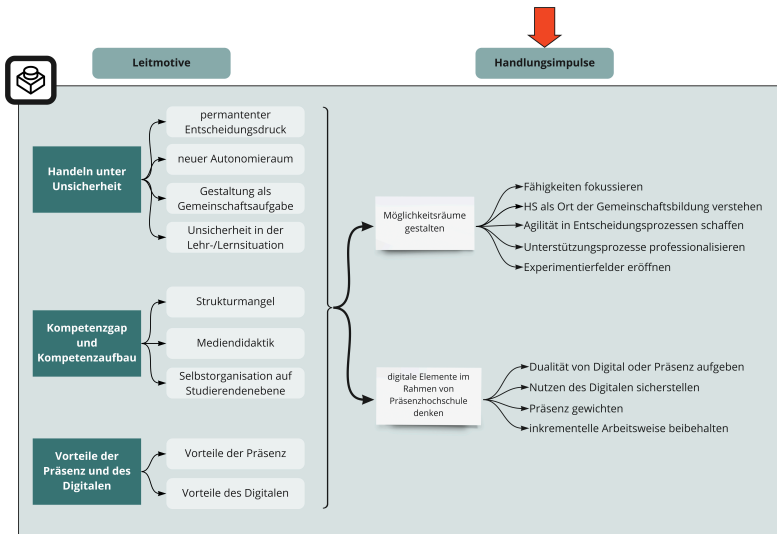 Leitmotive
Handlungsimpulse
Handeln unter
Unsicherheit
permantenter
Entscheidungsdruck
neuer Autonomieraum
Gestaltung als
Gemeinschaftsaufgabe
Unsicherheit in der
Lehr-/Lernsituation
Kompetenzgap
und
Kompetenzaufbau
Strukturmangel
Mediendidaktik
Selbstorganisation auf
Studierendenebene
Vorteile der
Präsenz und des
Digitalen
Vorteile der Präsenz
Vorteile des Digitalen
Möglichkeitsräume
gestalten
Fähigkeiten fokussieren
HS als Ort der Gemeinschaftsbildung verstehen
Agilität in Entscheidungsprozessen schaffen
Unterstützungsprozesse professionalisieren
Experimentierfelder eröffnen
digitale Elemente im
Rahmen von
Präsenzhochschule
denken
Dualität von Digital oder Präsenz aufgeben
Nutzen des Digitalen sicherstellen
Präsenz gewichten
inkrementelle Arbeitsweise beibehalten